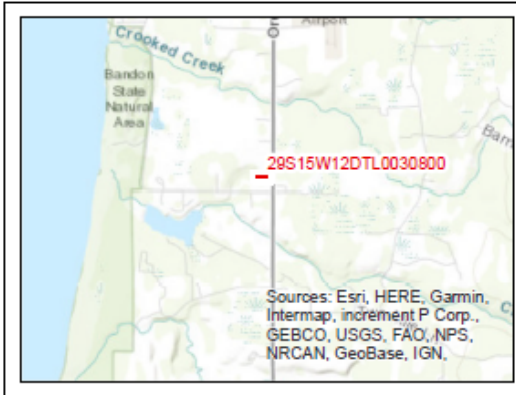 Airport
Crooked Creek
Bandon
State
Natural
Area
29S15W12DTL0030800
Sources: Esri, HERE, Garmin,
Intermap, increment P Corp.,
GEBCO, USGS, FAO, NPS,
NRCAN, GeoBase, IGN,